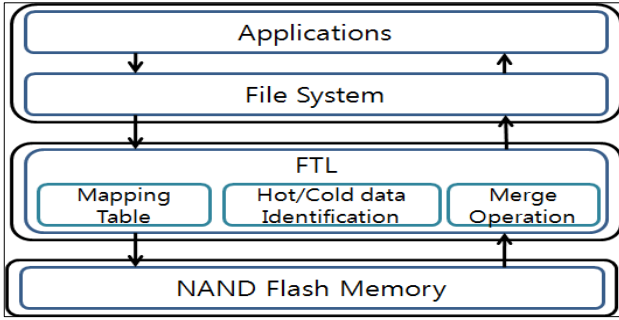 Applications
File System
FTL
Mapping
Table
Hot/Cold data
Identification
Merge
Operation
NAND Flash Memory